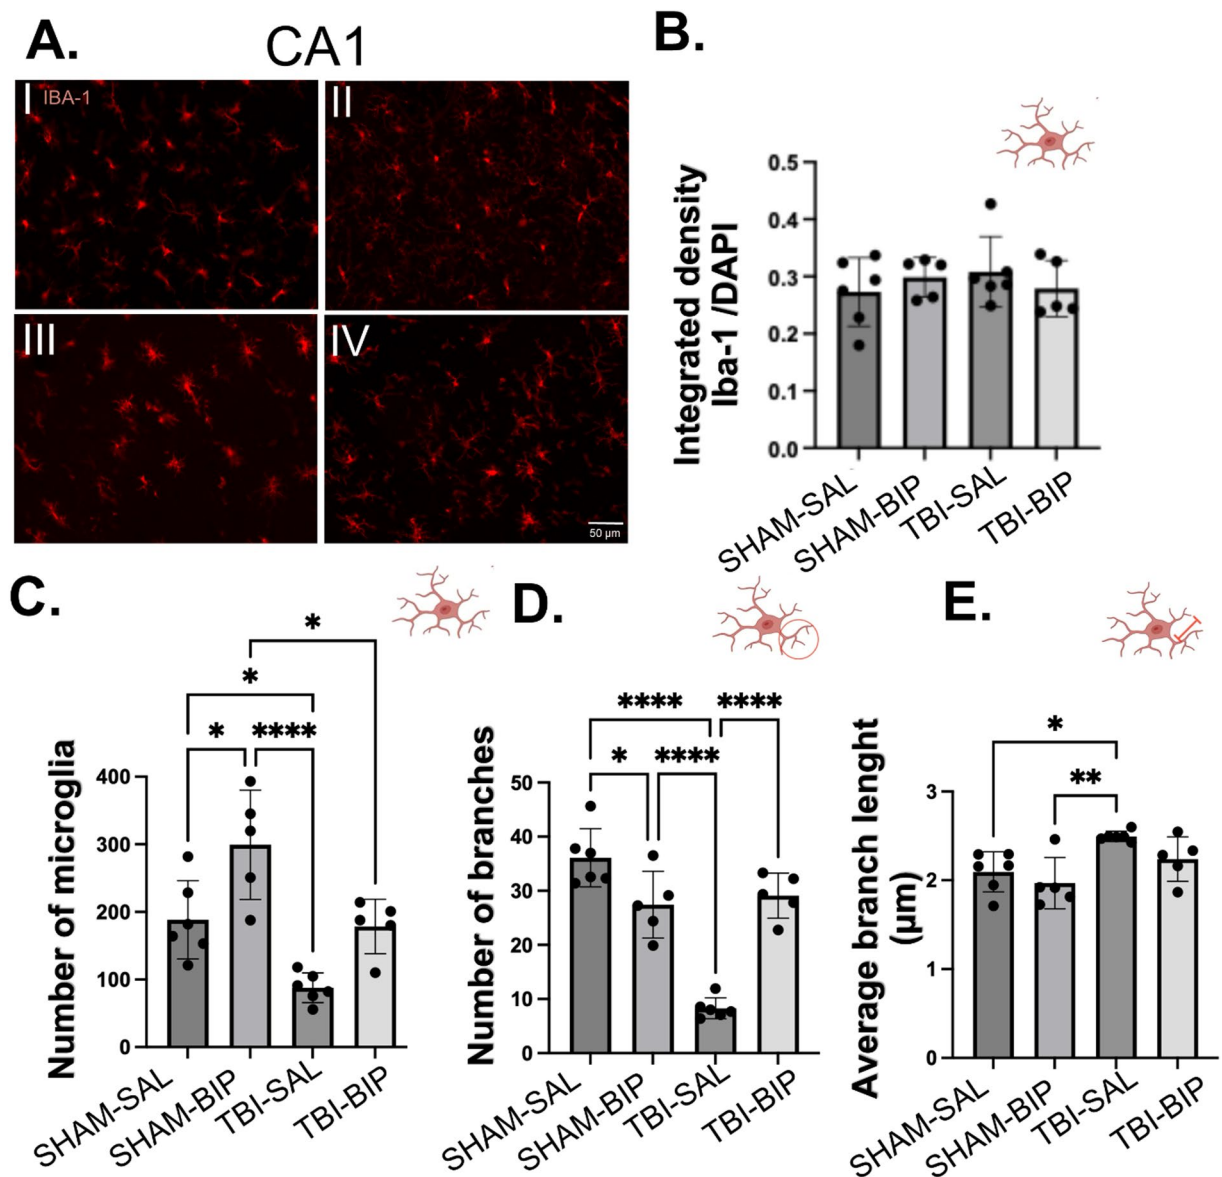 A.
CA1
I IBA-1
II
III
IV
50 µm
B.
Integrated density
Iba-1 /DAPI
0.5
0.4
0.3
0.2
0.1
0.0
SHAM-SAL
SHAM-BIP
TBI-SAL
TBI-BIP
C.
Number of microglia
*
*
* ****
400
300
200
100
0
SHAM-SAL
SHAM-BIP
TBI-SAL
TBI-BIP
D.
Number of branches
**** ****
* ****
50
40
30
20
10
0
SHAM-SAL
SHAM-BIP
TBI-SAL
TBI-BIP
E.
Average branch lenght
(µm)
*
**
3
2
1
0
SHAM-SAL
SHAM-BIP
TBI-SAL
TBI-BIP